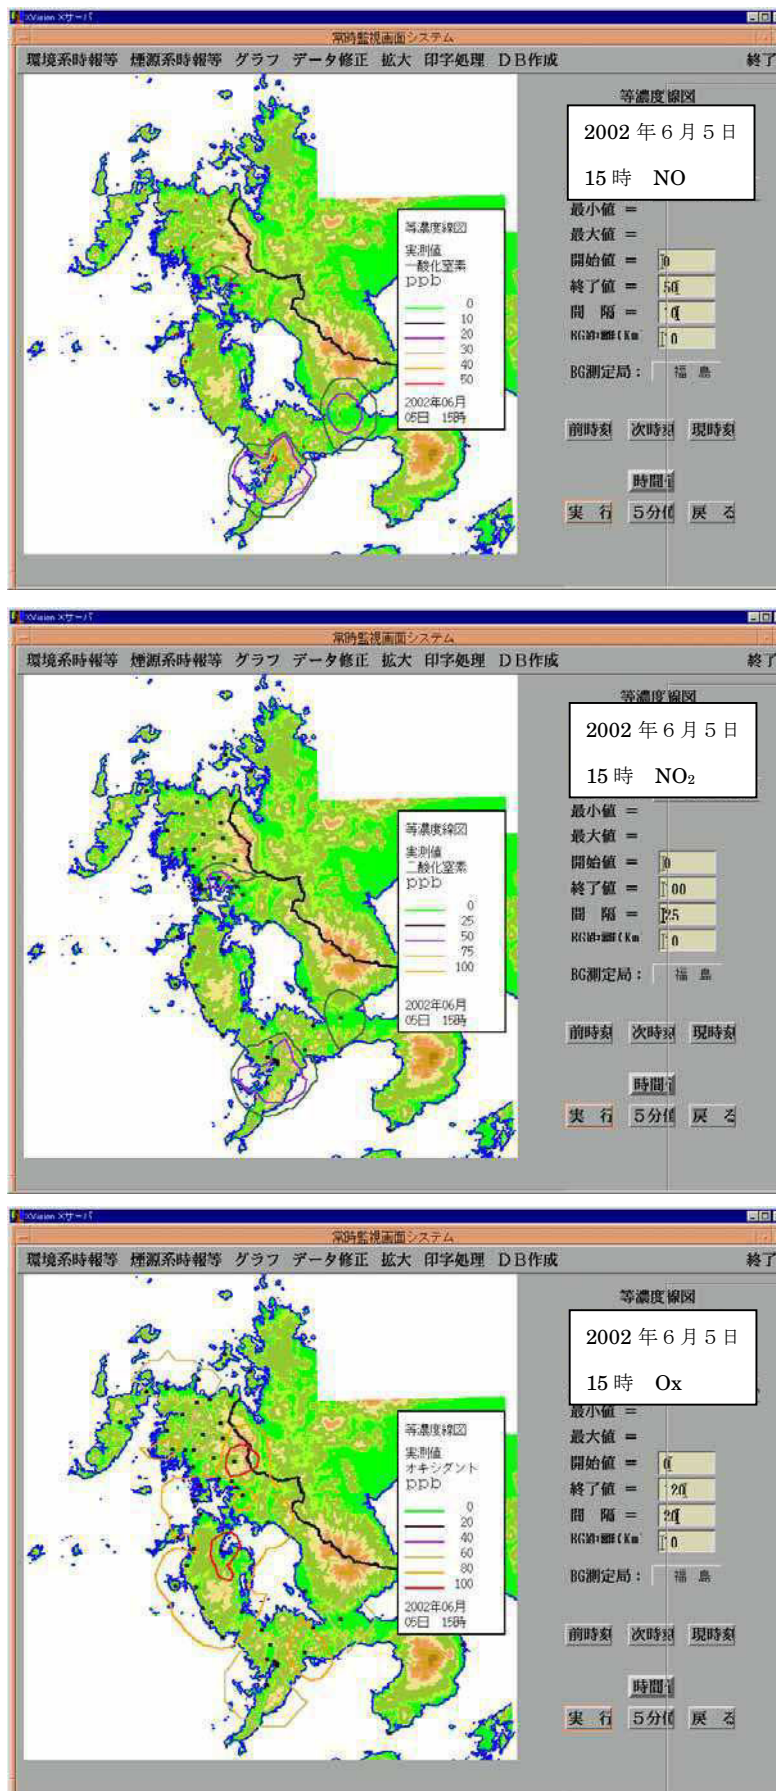 XVision Xサーバ
常時監視画面システム
環境系時報等 煙源系時報等 グラフ データ修正 拡大 印字処理 DB作成 終了
等濃度線図
2002 年 6 月 5 日
15 時 NO
最小値 =
最大値 =
開始値 = 0
終了値 = 50
間 隔 = 10
BG測定局： 福 島
前時刻 次時刻 現時刻
時間
実 行 5分値 戻 る
等濃度線図
実測値
一酸化窒素
ppb
0
10
20
30
40
50
2002年06月
05日 15時
XVision Xサーバ
常時監視画面システム
環境系時報等 煙源系時報等 グラフ データ修正 拡大 印字処理 DB作成 終了
等濃度線図
2002 年 6 月 5 日
15 時 NO₂
最小値 =
最大値 =
開始値 = 0
終了値 = 100
間 隔 = 25
BG測定局： 福 島
前時刻 次時刻 現時刻
時間
実 行 5分値 戻 る
等濃度線図
実測値
二酸化窒素
ppb
0
25
50
75
100
2002年06月
05日 15時
XVision Xサーバ
常時監視画面システム
環境系時報等 煙源系時報等 グラフ データ修正 拡大 印字処理 DB作成 終了
等濃度線図
2002 年 6 月 5 日
15 時 Ox
最小値 =
最大値 =
開始値 = 0
終了値 = 120
間 隔 = 20
BG測定局： 福 島
前時刻 次時刻 現時刻
時間
実 行 5分値 戻 る
等濃度線図
実測値
オキシダント
ppb
0
20
40
60
80
100
2002年06月
05日 15時